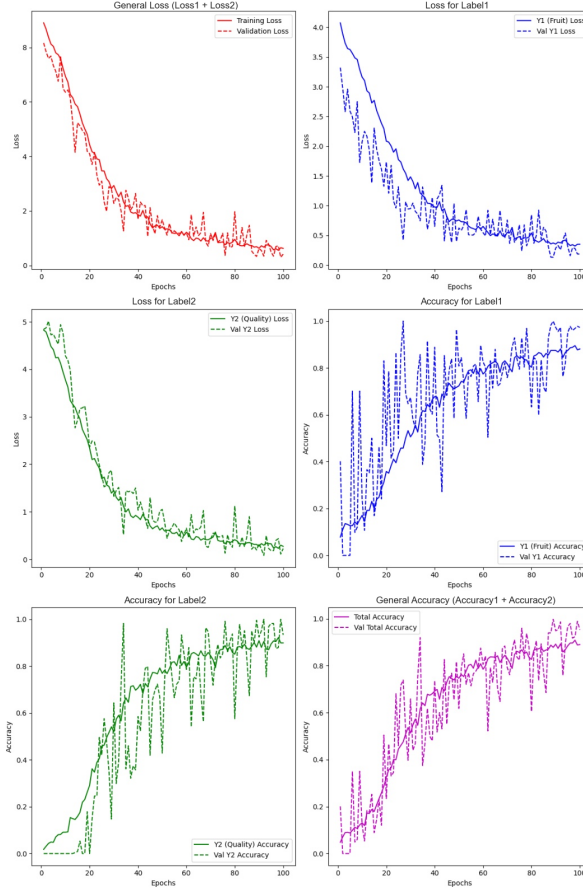 General Loss (Loss1 + Loss2)
Training Loss
Validation Loss
8
6
4
2
0
Loss
0
20
40
60
80
100
Epochs
Loss for Label1
Y1 (Fruit) Loss
Val Y1 Loss
4.0
3.5
3.0
2.5
2.0
1.5
1.0
0.5
0.0
Loss
0
20
40
60
80
100
Epochs
Loss for Label2
Y2 (Quality) Loss
Val Y2 Loss
5
4
3
2
1
0
Loss
0
20
40
60
80
100
Epochs
Accuracy for Label1
1.0
0.8
0.6
0.4
0.2
0.0
Accuracy
Y1 (Fruit) Accuracy
Val Y1 Accuracy
0
20
40
60
80
100
Epochs
Accuracy for Label2
1.0
0.8
0.6
0.4
0.2
0.0
Accuracy
Y2 (Quality) Accuracy
Val Y2 Accuracy
0
20
40
60
80
100
Epochs
General Accuracy (Accuracy1 + Accuracy2)
Total Accuracy
Val Total Accuracy
1.0
0.8
0.6
0.4
0.2
0.0
Accuracy
0
20
40
60
80
100
Epochs